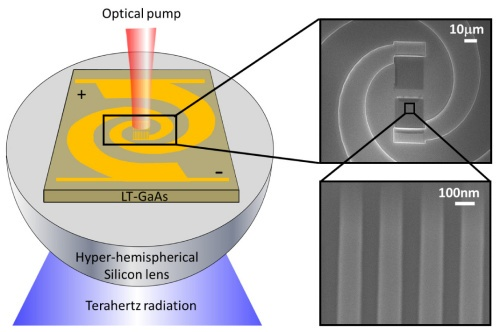 Optical pump
10μm
+
-
LT-GaAs
100nm
Hyper-hemispherical
Silicon lens
Terahertz radiation